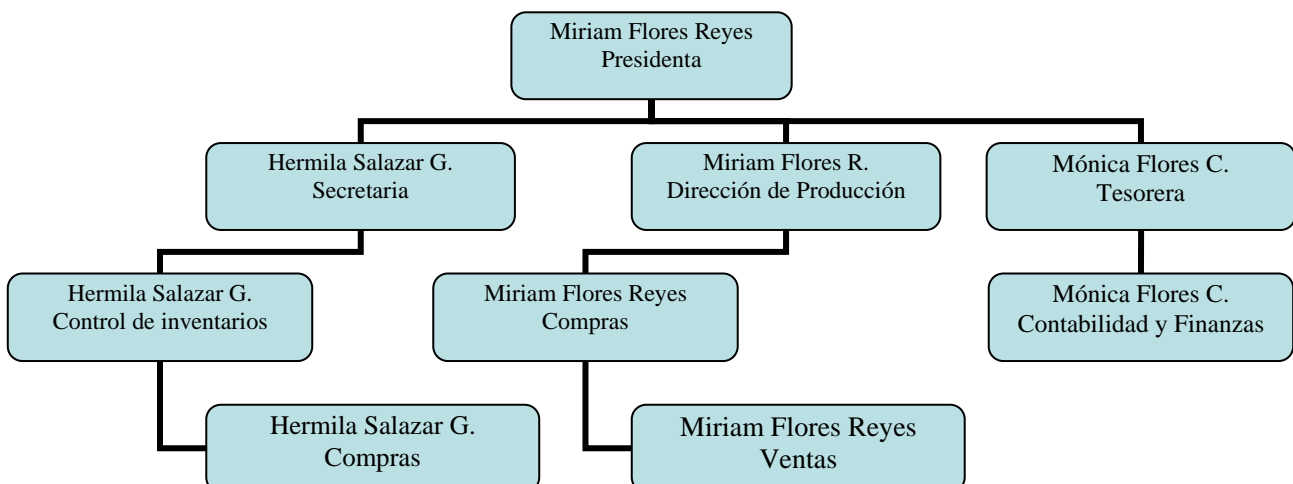 Miriam Flores Reyes
Presidenta
Hermila Salazar G.
Secretaria
Miriam Flores R.
Dirección de Producción
Mónica Flores C.
Tesorera
Hermila Salazar G.
Control de inventarios
Miriam Flores Reyes
Compras
Mónica Flores C.
Contabilidad y Finanzas
Hermila Salazar G.
Compras
Miriam Flores Reyes
Ventas